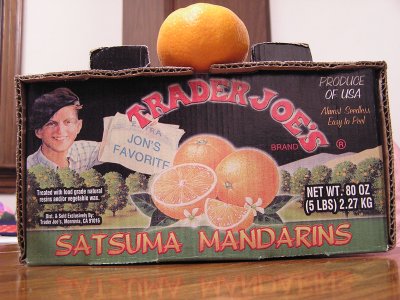 TRADER JOE'S
BRAND ®
PRODUCE
OF USA
Almost Seedless
Easy to Peel
JON'S
FAVORITE
Treated with food grade natural
resins and/or vegetable wax.
Dist. & Sold Exclusively By:
Trader Joe's, Monrovia, CA 91016
NET WT. 80 OZ
(5 LBS) 2.27 KG
SATSUMA MANDARINS